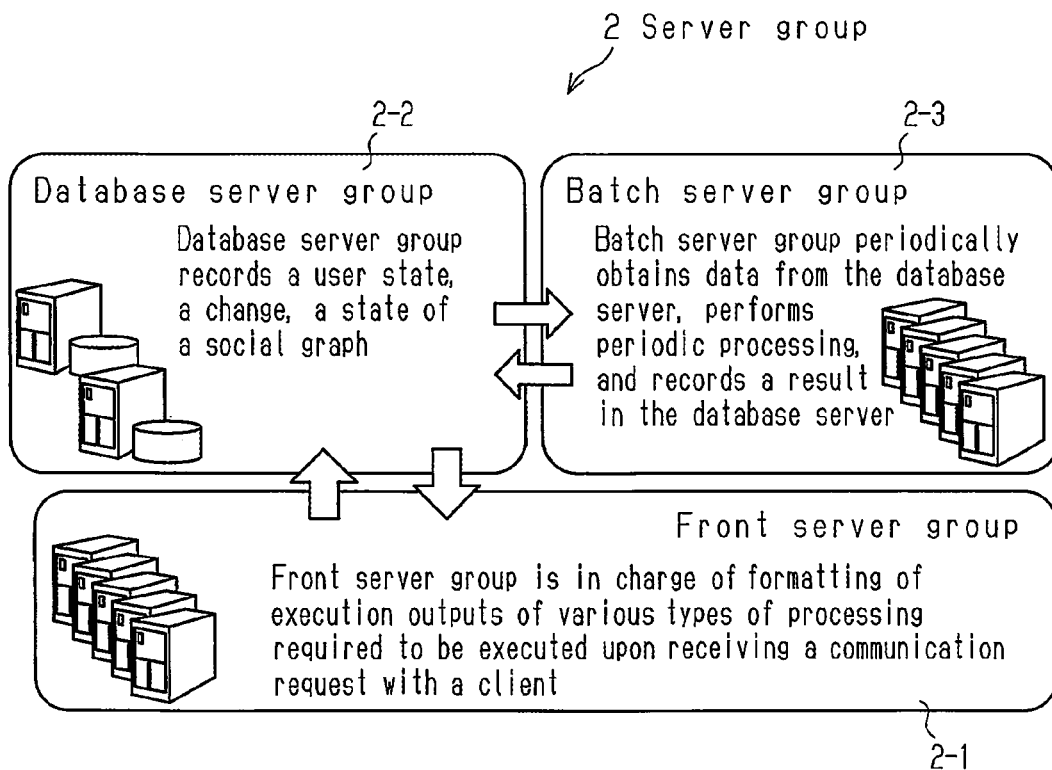 2 Server group
2-2
2-3
Database server group
Database server group
records a user state,
a change, a state of
a social graph
Batch server group
Batch server group periodically
obtains data from the database
server, performs
periodic processing,
and records a result
in the database server
Front server group
Front server group is in charge of formatting of
execution outputs of various types of processing
required to be executed upon receiving a communication
request with a client
2-1